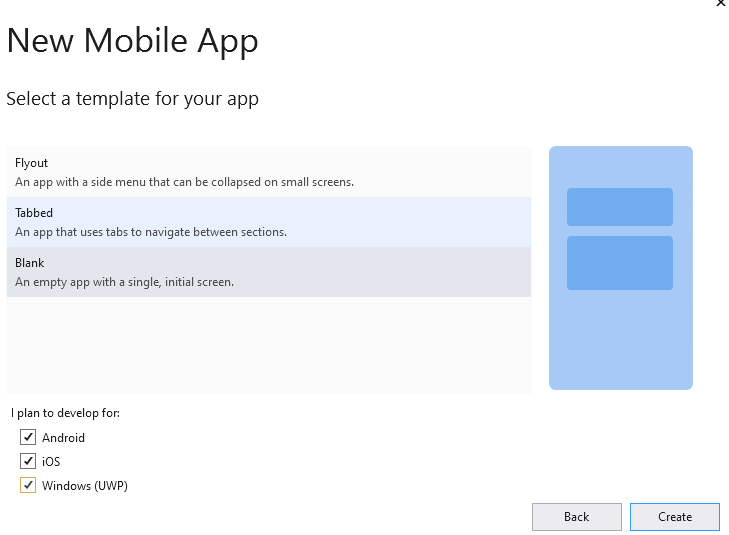 New Mobile App
Select a template for your app
Flyout
An app with a side menu that can be collapsed on small screens.
Tabbed
An app that uses tabs to navigate between sections.
Blank
An empty app with a single, initial screen.
I plan to develop for:
Android
iOS
Windows (UWP)
Back Create